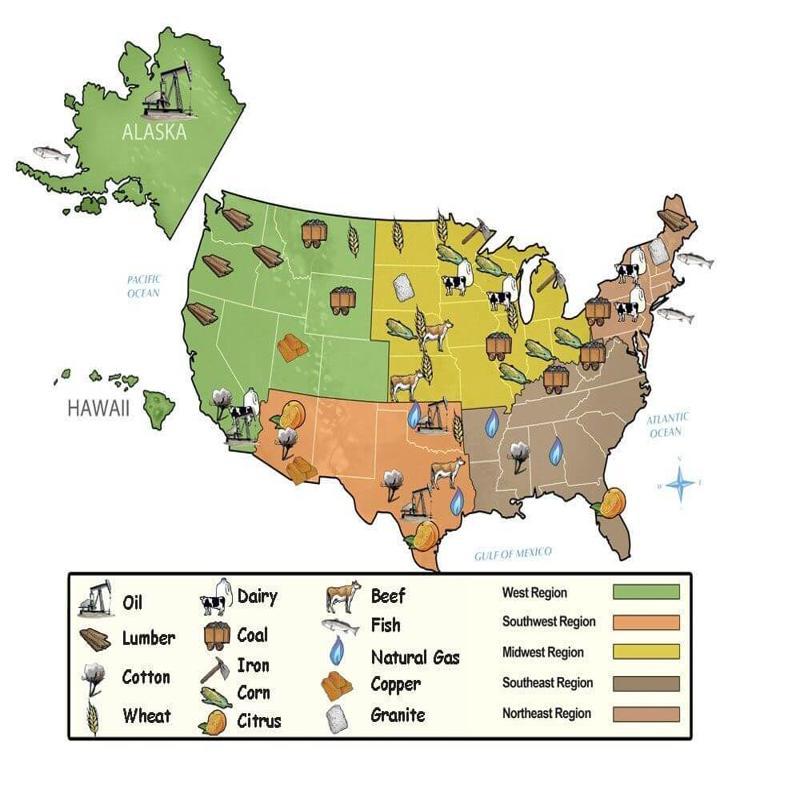 ALASKA
PACIFIC
OCEAN
HAWAII
ATLANTIC
OCEAN
N
W
E
S
GULF OF MEXICO
Oil
Lumber
Cotton
Wheat
Dairy
Coal
Iron
Corn
Citrus
Beef
Fish
Natural Gas
Copper
Granite
West Region
Southwest Region
Midwest Region
Southeast Region
Northeast Region